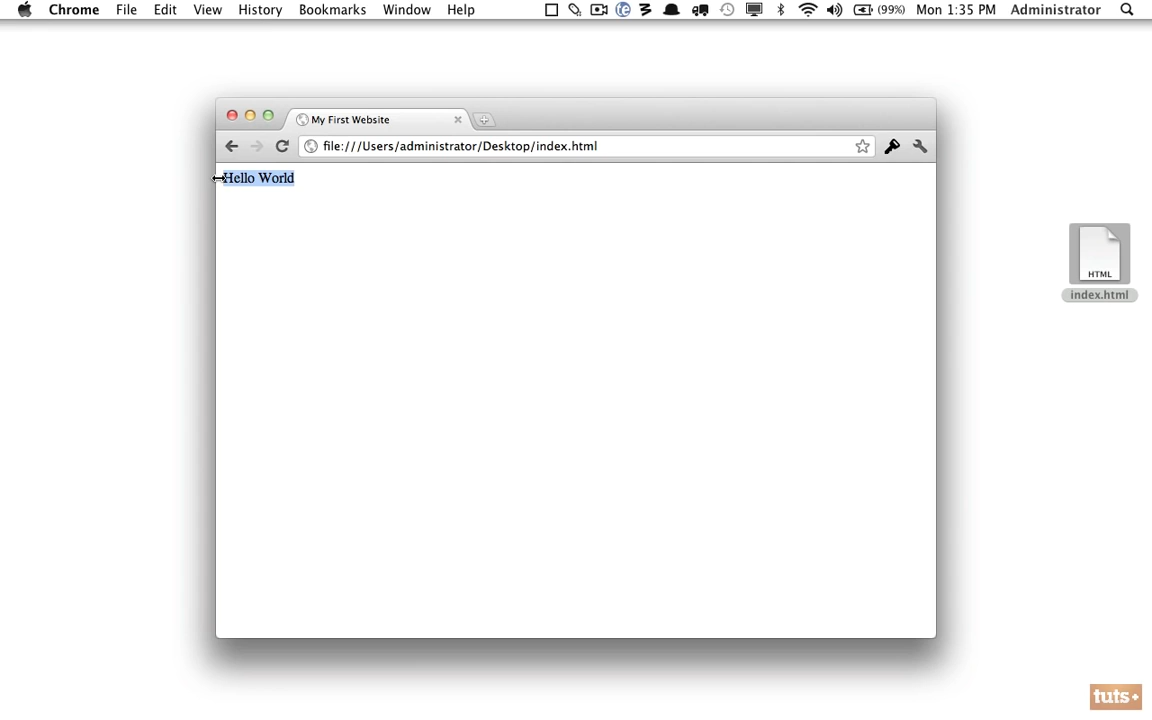 Chrome File Edit View History Bookmarks Window Help (99%) Mon 1:35 PM Administrator
My First Website
file:///Users/administrator/Desktop/index.html
Hello World
HTML
index.html
tuts+